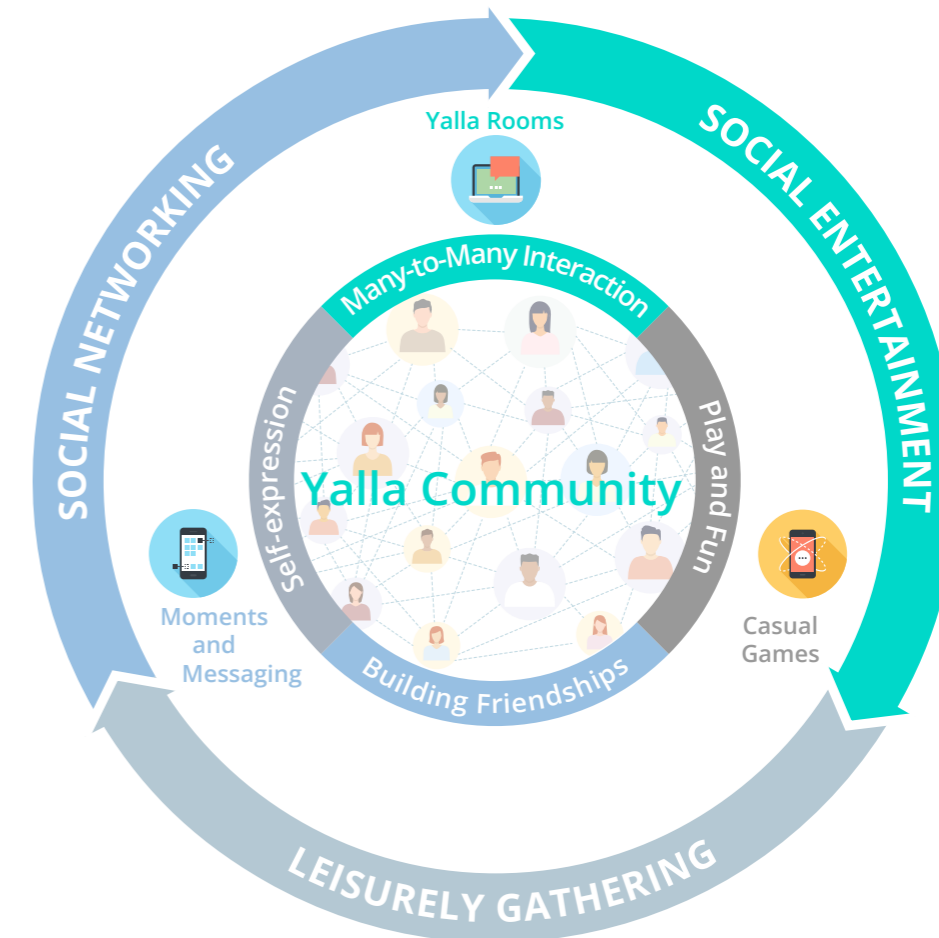 SOCIAL NETWORKING
SOCIAL ENTERTAINMENT
LEISURELY GATHERING
Yalla Rooms
Many-to-Many Interaction
Self-expression
Play and Fun
Yalla Community
Building Friendships
Moments
and
Messaging
Casual
Games